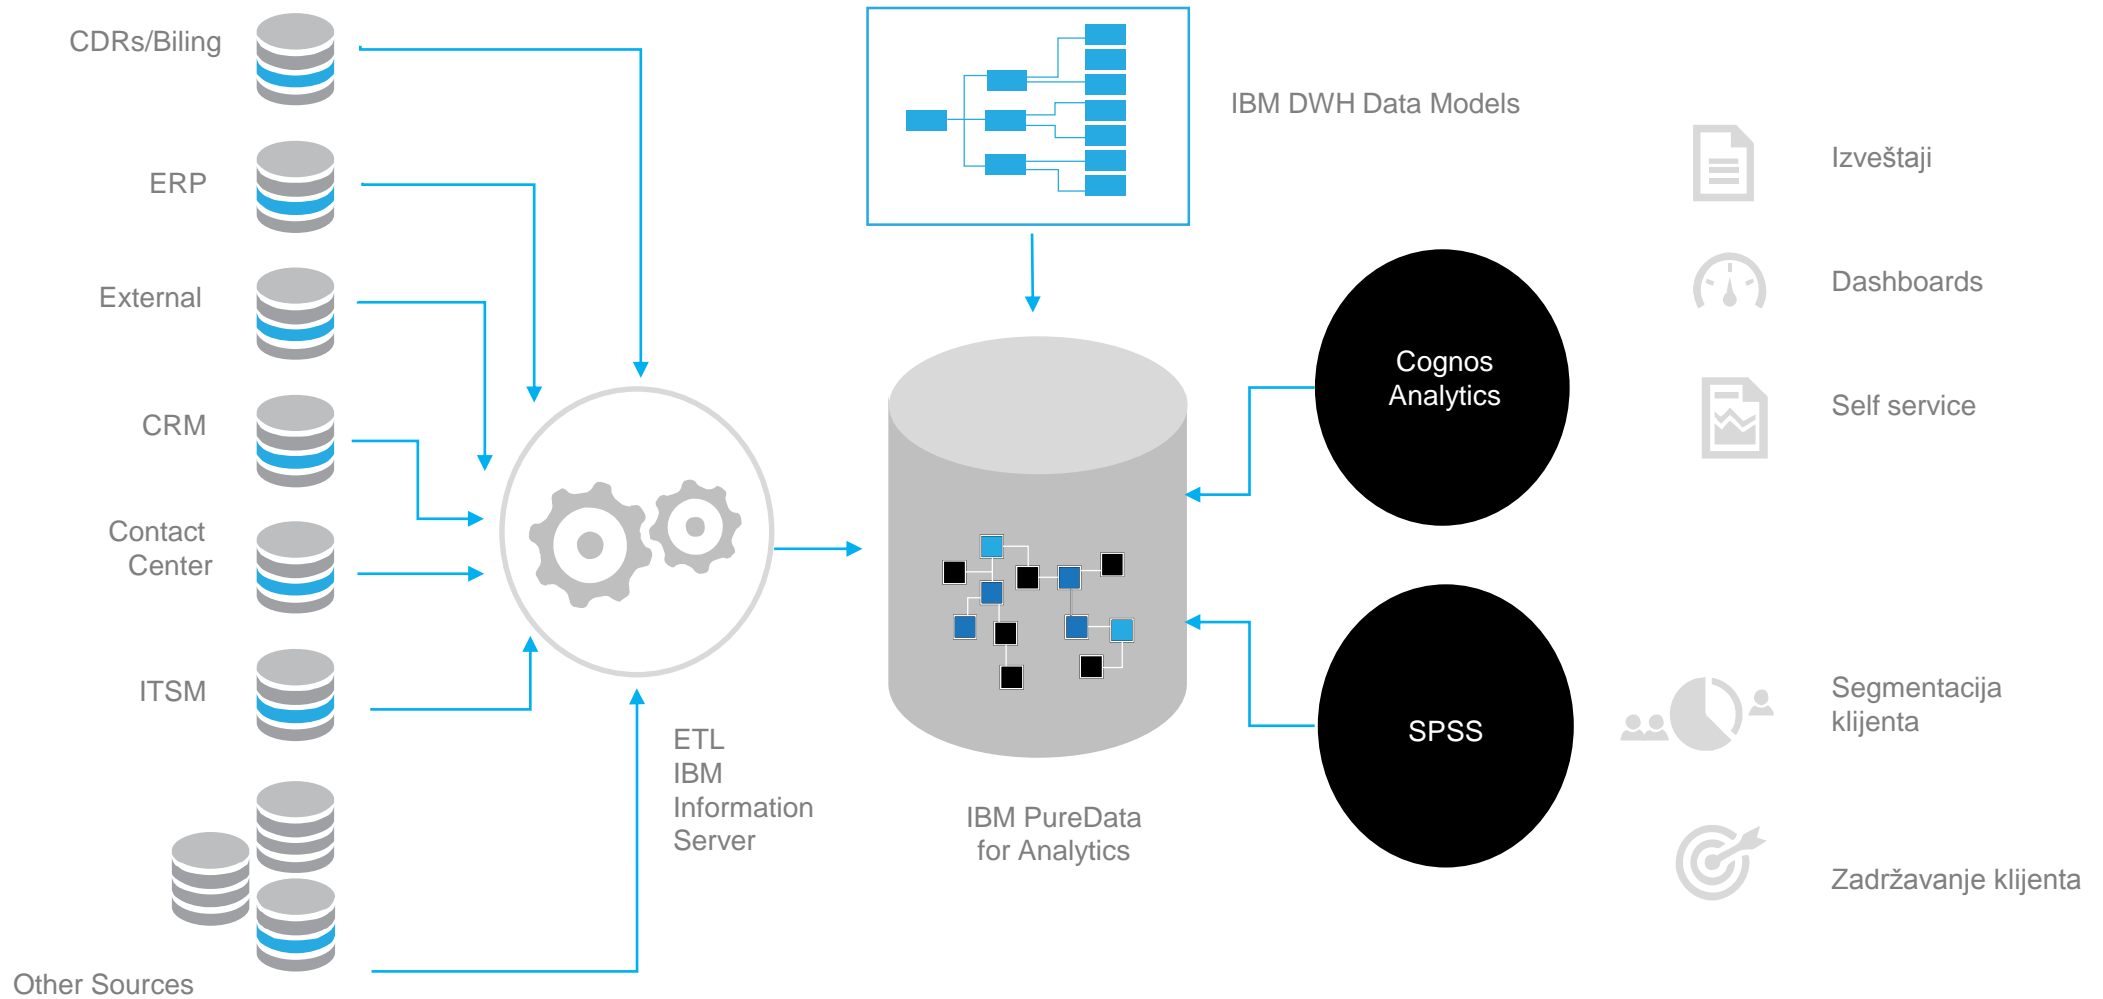 CDRs/Biling
ERP
External
CRM
Contact
Center
ITSM
Other Sources
ETL
IBM
Information
Server
IBM DWH Data Models
IBM PureData
for Analytics
Cognos
Analytics
SPSS
Izveštaji
Dashboards
Self service
Segmentacija
klijenta
Zadržavanje klijenta